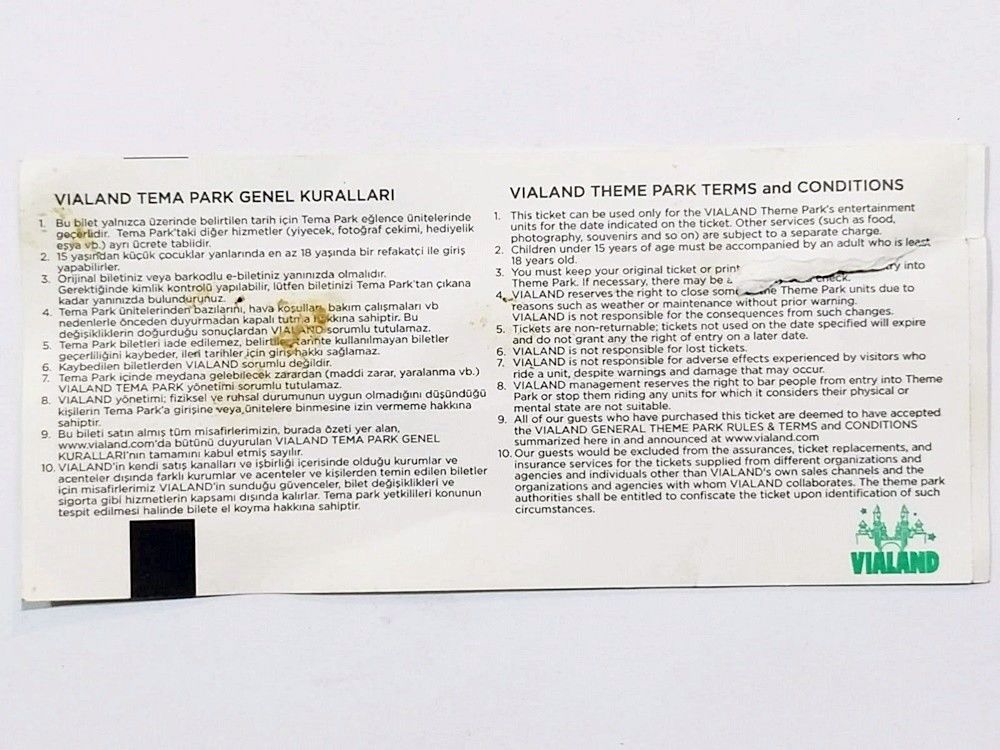 VIALAND TEMA PARK GENEL KURALLARI
1. Bu bilet yalnızca üzerinde belirtilen tarih için Tema Park eğlence ünitelerinde
geçerlidir. Tema Park'taki diğer hizmetler (yiyecek, fotoğraf çekimi, hediyelik
eşya vb.) ayrı ücrete tabiidir.
2. 15 yaşından küçük çocuklar yanlarında en az 18 yaşında bir refakatçi ile giriş
yapabilirler.
3. Orijinal biletiniz veya barkodlu e-biletiniz yanınızda olmalıdır.
Gerektiğinde kimlik kontrolü yapılabilir, lütfen biletinizi Tema Park'tan çıkana
kadar yanınızda bulundurunuz.
4. Tema Park ünitelerinden bazılarını, hava koşulları, bakım çalışmaları vb
nedenlerle önceden duyurmadan kapalı tutma hakkına sahiptir. Bu
değişikliklerin doğurduğu sonuçlardan VIALAND sorumlu tutulamaz.
5. Tema Park biletleri iade edilemez, belirtilen tarihte kullanılmayan biletler
geçerliliğini kaybeder, ileri tarihler için giriş hakkı sağlamaz.
6. Kaybedilen biletlerden VIALAND sorumlu değildir.
7. Tema Park içinde meydana gelebilecek zarardan (maddi zarar, yaralanma vb.)
VIALAND TEMA PARK yönetimi sorumlu tutulamaz.
8. VIALAND yönetimi; fiziksel ve ruhsal durumunun uygun olmadığını düşündüğü
kişilerin Tema Park'a girişine veya ünitelere binmesine izin vermeme hakkına
sahiptir.
9. Bu bileti satın almış tüm misafirlerimizin, burada özeti yer alan,
www.vialand.com'da bütünü duyurulan VIALAND TEMA PARK GENEL
KURALLARI'nın tamamını kabul etmiş sayılır.
10. VIALAND'in kendi satış kanalları ve işbirliği içerisinde olduğu kurumlar ve
acenteler dışında farklı kurumlar ve acenteler ve kişilerden temin edilen biletler
için misafirlerimiz VIALAND'in sunduğu güvenceler, bilet değişiklikleri ve
sigorta gibi hizmetlerin kapsamı dışında kalırlar. Tema park yetkilileri konunun
tespit edilmesi halinde bilete el koyma hakkına sahiptir.
VIALAND THEME PARK TERMS and CONDITIONS
1. This ticket can be used only for the VIALAND Theme Park's entertainment
units for the date indicated on the ticket. Other services (such as food,
photography, souvenirs and so on) are subject to a separate charge.
2. Children under 15 years of age must be accompanied by an adult who is least
18 years old.
3. You must keep your original ticket or print into
Theme Park. If necessary, there may be a check.
4. VIALAND reserves the right to close some Theme Park units due to
reasons such as weather or maintenance without prior warning.
VIALAND is not responsible for the consequences from such changes.
5. Tickets are non-returnable; tickets not used on the date specified will expire
and do not grant any the right of entry on a later date.
6. VIALAND is not responsible for lost tickets.
7. VIALAND is not responsible for adverse effects experienced by visitors who
ride a unit, despite warnings and damage that may occur.
8. VIALAND management reserves the right to bar people from entry into Theme
Park or stop them riding any units for which it considers their physical or
mental state are not suitable.
9. All of our guests who have purchased this ticket are deemed to have accepted
the VIALAND GENERAL THEME PARK RULES & TERMS and CONDITIONS
summarized here in and announced at www.vialand.com
10. Our guests would be excluded from the assurances, ticket replacements, and
insurance services for the tickets supplied from different organizations and
agencies and individuals other than VIALAND's own sales channels and the
organizations and agencies with whom VIALAND collaborates. The theme park
authorities shall be entitled to confiscate the ticket upon identification of such
circumstances.
VIALAND